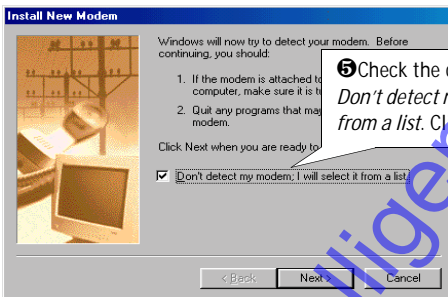 Install New Modem
Windows will now try to detect your modem. Before
continuing, you should:
1. If the modem is attached to
computer, make sure it is
2. Quit any programs that may
modem.
Click Next when you are ready to
Don't detect my modem; I will select it from a list.
❺Check the
Don't detect
from a list.
< Back
Next >
Cancel